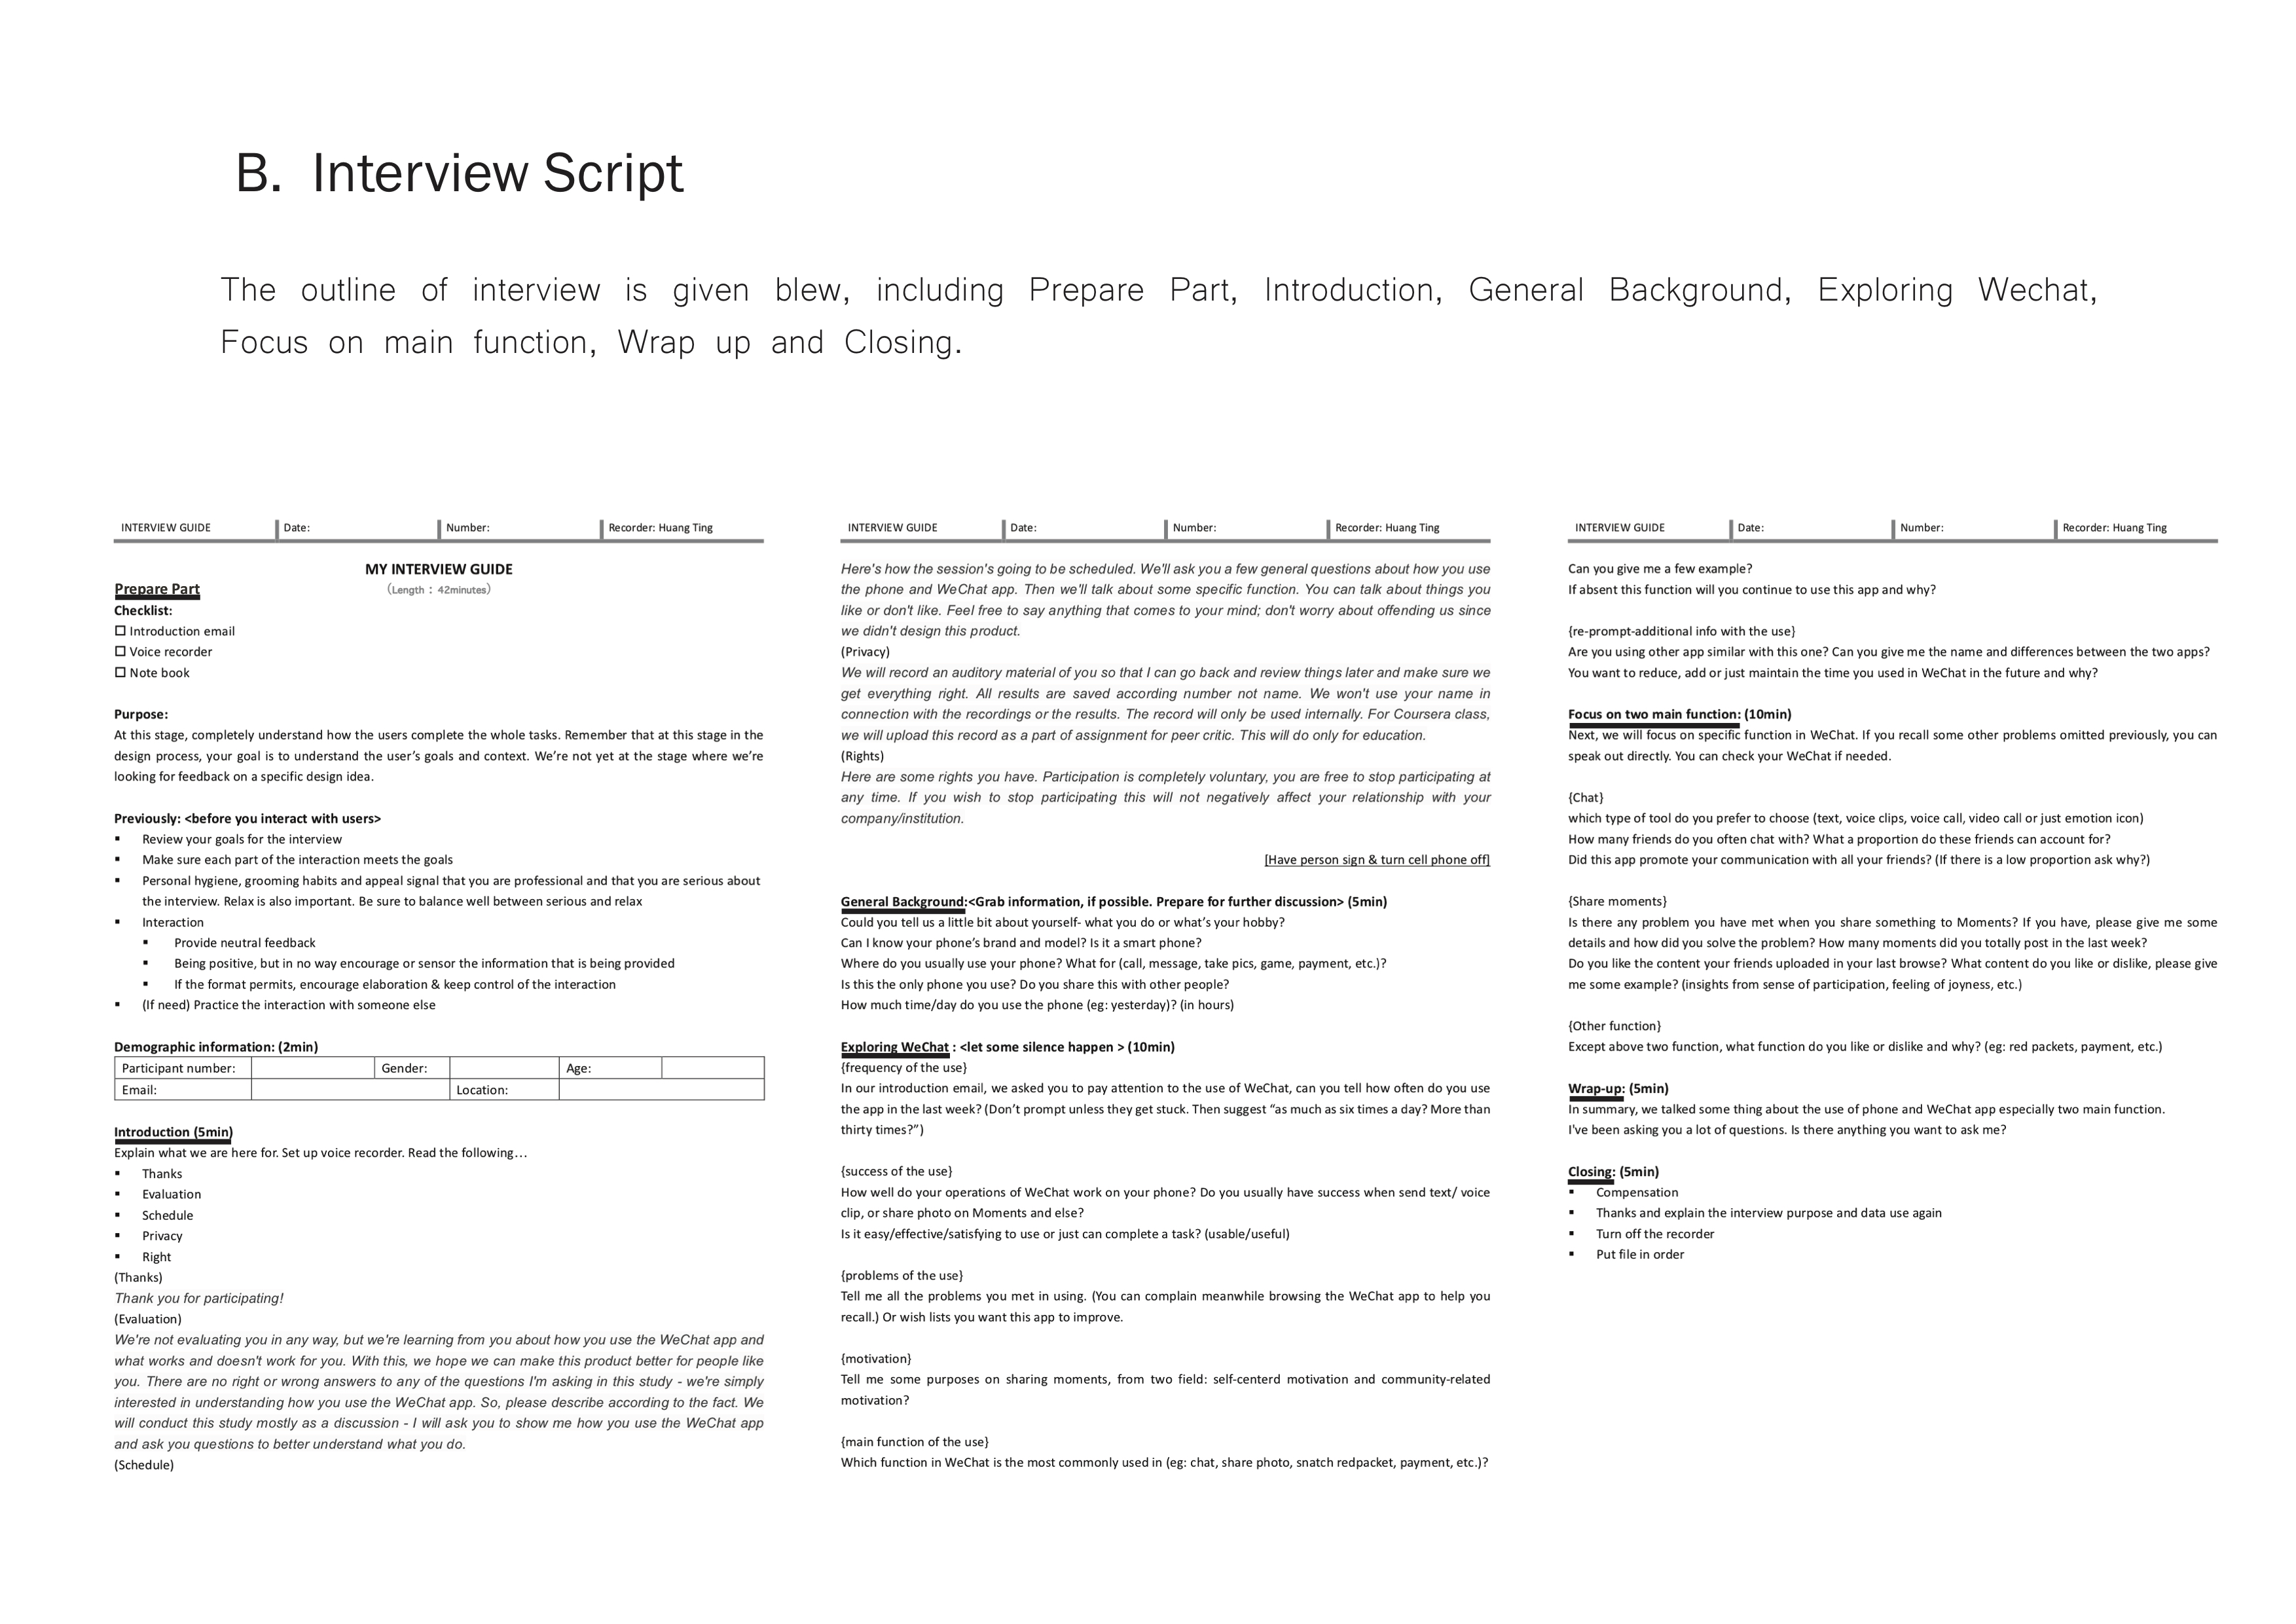 B. Interview Script
The outline of interview is given blew, including Prepare Part, Introduction, General Background, Exploring Wechat,
Focus on main function, Wrap up and Closing.
INTERVIEW GUIDE Date: Number: Recorder: Huang Ting
MY INTERVIEW GUIDE
Prepare Part (Length：42minutes)
Checklist:
☐ Introduction email
☐ Voice recorder
☐ Note book
Purpose:
At this stage, completely understand how the users complete the whole tasks. Remember that at this stage in the
design process, your goal is to understand the user's goals and context. We're not yet at the stage where we're
looking for feedback on a specific design idea.
Previously: <before you interact with users>
▪ Review your goals for the interview
▪ Make sure each part of the interaction meets the goals
▪ Personal hygiene, grooming habits and appeal signal that you are professional and that you are serious about
the interview. Relax is also important. Be sure to balance well between serious and relax
▪ Interaction
▪ Provide neutral feedback
▪ Being positive, but in no way encourage or sensor the information that is being provided
▪ If the format permits, encourage elaboration & keep control of the interaction
▪ (If need) Practice the interaction with someone else
Demographic information: (2min)
Participant number: Gender: Age:
Email: Location:
Introduction (5min)
Explain what we are here for. Set up voice recorder. Read the following…
▪ Thanks
▪ Evaluation
▪ Schedule
▪ Privacy
▪ Right
(Thanks)
Thank you for participating!
(Evaluation)
We're not evaluating you in any way, but we're learning from you about how you use the WeChat app and
what works and doesn't work for you. With this, we hope we can make this product better for people like
you. There are no right or wrong answers to any of the questions I'm asking in this study - we're simply
interested in understanding how you use the WeChat app. So, please describe according to the fact. We
will conduct this study mostly as a discussion - I will ask you to show me how you use the WeChat app
and ask you questions to better understand what you do.
(Schedule)
INTERVIEW GUIDE Date: Number: Recorder: Huang Ting
Here's how the session's going to be scheduled. We'll ask you a few general questions about how you use
the phone and WeChat app. Then we'll talk about some specific function. You can talk about things you
like or don't like. Feel free to say anything that comes to your mind; don't worry about offending us since
we didn't design this product.
(Privacy)
We will record an auditory material of you so that I can go back and review things later and make sure we
get everything right. All results are saved according number not name. We won't use your name in
connection with the recordings or the results. The record will only be used internally. For Coursera class,
we will upload this record as a part of assignment for peer critic. This will do only for education.
(Rights)
Here are some rights you have. Participation is completely voluntary, you are free to stop participating at
any time. If you wish to stop participating this will not negatively affect your relationship with your
company/institution.
[Have person sign & turn cell phone off]
General Background:<Grab information, if possible. Prepare for further discussion> (5min)
Could you tell us a little bit about yourself- what you do or what's your hobby?
Can I know your phone's brand and model? Is it a smart phone?
Where do you usually use your phone? What for (call, message, take pics, game, payment, etc.)?
Is this the only phone you use? Do you share this with other people?
How much time/day do you use the phone (eg: yesterday)? (in hours)
Exploring WeChat : <let some silence happen > (10min)
{frequency of the use}
In our introduction email, we asked you to pay attention to the use of WeChat, can you tell how often do you use
the app in the last week? (Don't prompt unless they get stuck. Then suggest “as much as six times a day? More than
thirty times?”)
{success of the use}
How well do your operations of WeChat work on your phone? Do you usually have success when send text/ voice
clip, or share photo on Moments and else?
Is it easy/effective/satisfying to use or just can complete a task? (usable/useful)
{problems of the use}
Tell me all the problems you met in using. (You can complain meanwhile browsing the WeChat app to help you
recall.) Or wish lists you want this app to improve.
{motivation}
Tell me some purposes on sharing moments, from two field: self-centerd motivation and community-related
motivation?
{main function of the use}
Which function in WeChat is the most commonly used in (eg: chat, share photo, snatch redpacket, payment, etc.)?
INTERVIEW GUIDE Date: Number: Recorder: Huang Ting
Can you give me a few example?
If absent this function will you continue to use this app and why?
{re-prompt-additional info with the use}
Are you using other app similar with this one? Can you give me the name and differences between the two apps?
You want to reduce, add or just maintain the time you used in WeChat in the future and why?
Focus on two main function: (10min)
Next, we will focus on specific function in WeChat. If you recall some other problems omitted previously, you can
speak out directly. You can check your WeChat if needed.
{Chat}
which type of tool do you prefer to choose (text, voice clips, voice call, video call or just emotion icon)
How many friends do you often chat with? What a proportion do these friends can account for?
Did this app promote your communication with all your friends? (If there is a low proportion ask why?)
{Share moments}
Is there any problem you have met when you share something to Moments? If you have, please give me some
details and how did you solve the problem? How many moments did you totally post in the last week?
Do you like the content your friends uploaded in your last browse? What content do you like or dislike, please give
me some example? (insights from sense of participation, feeling of joyness, etc.)
{Other function}
Except above two function, what function do you like or dislike and why? (eg: red packets, payment, etc.)
Wrap-up: (5min)
In summary, we talked some thing about the use of phone and WeChat app especially two main function.
I've been asking you a lot of questions. Is there anything you want to ask me?
Closing: (5min)
▪ Compensation
▪ Thanks and explain the interview purpose and data use again
▪ Turn off the recorder
▪ Put file in order